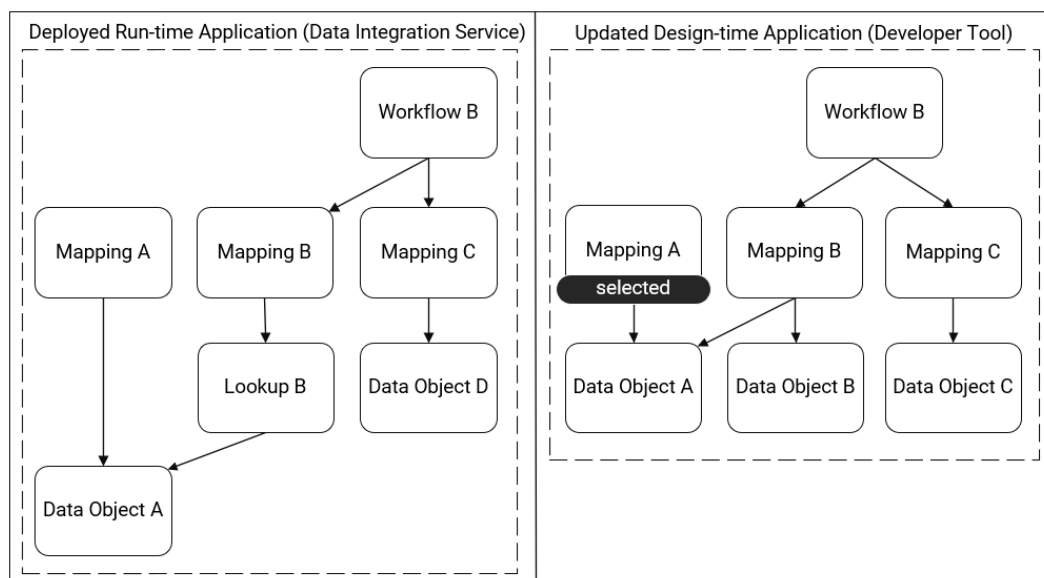 Deployed Run-time Application (Data Integration Service)
Workflow B
Mapping A
Mapping B
Mapping C
Lookup B
Data Object D
Data Object A
Updated Design-time Application (Developer Tool)
Workflow B
Mapping A
selected
Mapping B
Mapping C
Data Object A
Data Object B
Data Object C